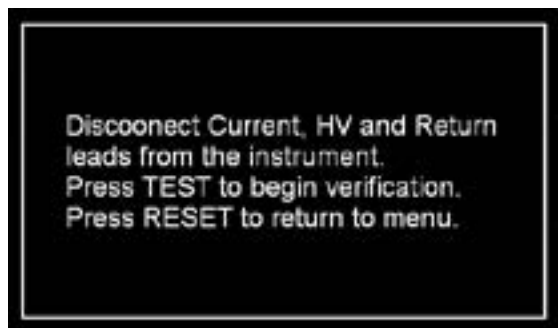 Discoonect Current, HV and Return
leads from the instrument.
Press TEST to begin verification.
Press RESET to return to menu.